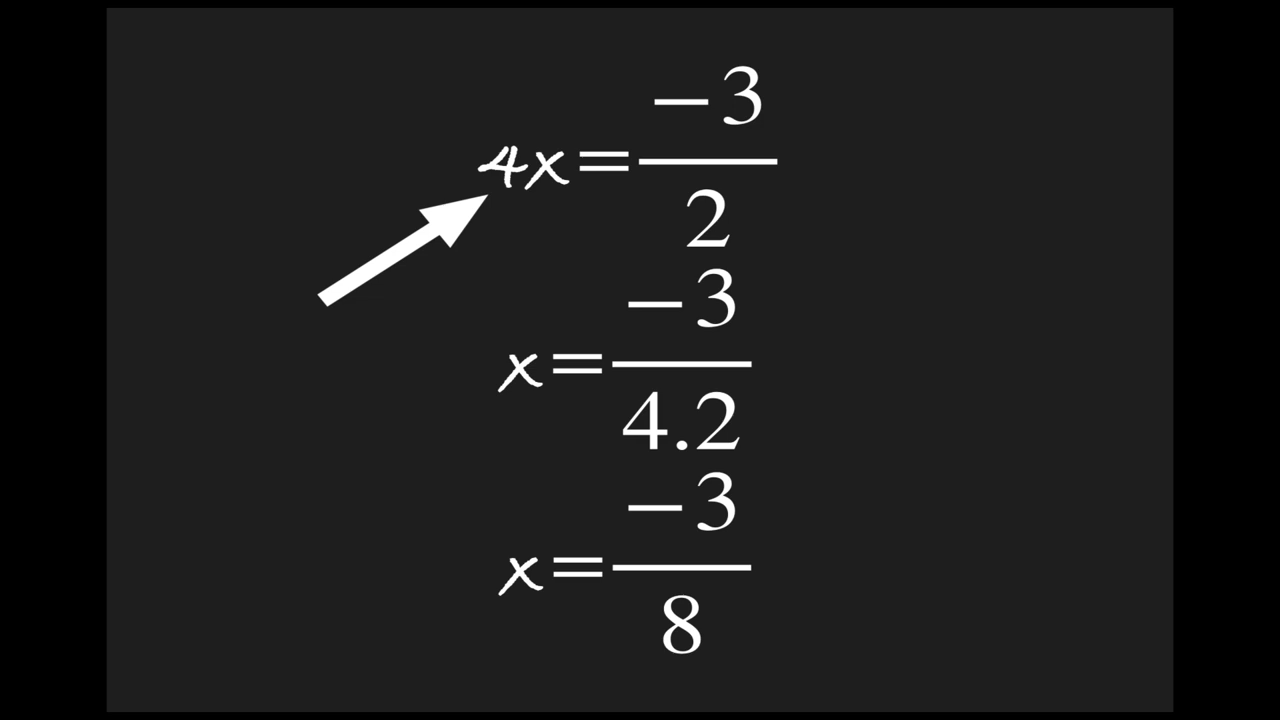 4x = -3/2
x = -3/4.2
x = -3/8